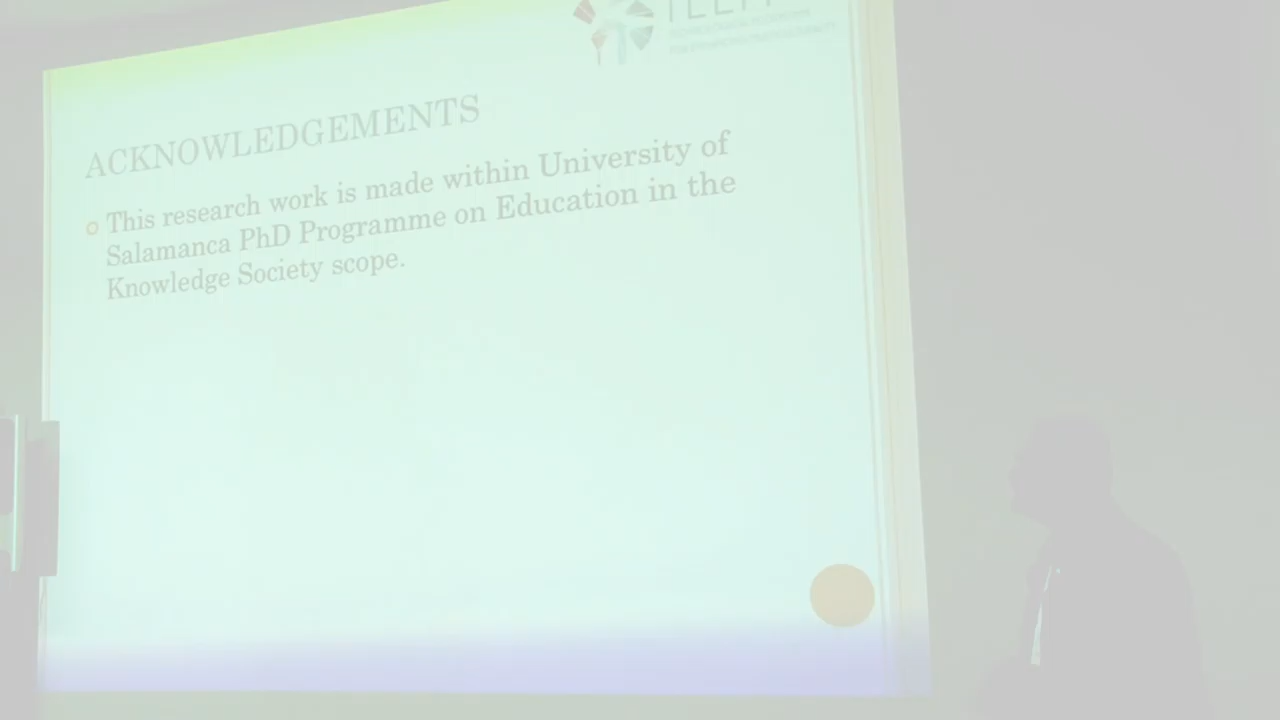 ACKNOWLEDGEMENTS
This research work is made within University of
Salamanca PhD Programme on Education in the
Knowledge Society scope.